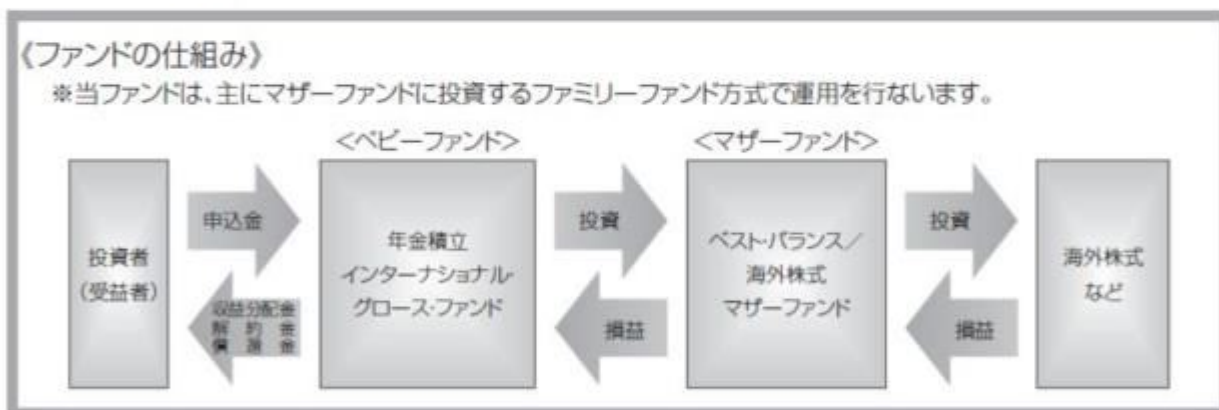 《ファンドの仕組み》
※当ファンドは、主にマザーファンドに投資するファミリーファンド方式で運用を行ないます。
<ベビーファンド>
<マザーファンド>
投資者
(受益者)
申込金
収益分配金
解約金
償還金
年金積立
インターナショナル・
グロース・ファンド
投資
損益
ベスト・バランス/
海外株式
マザーファンド
投資
損益
海外株式
など